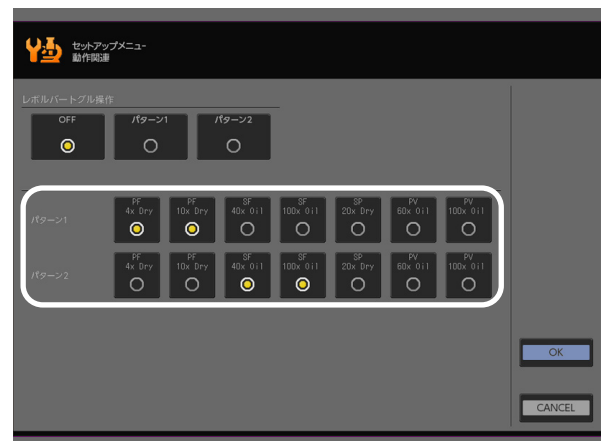 セットアップメニュー
動作関連
レボルバートグル操作
OFF パターン1 パターン2
パターン1
PF PF SF SF SP PV PV
4x Dry 10x Dry 40x Oil 100x Oil 20x Dry 60x Oil 100x Oil
パターン2
PF PF SF SF SP PV PV
4x Dry 10x Dry 40x Oil 100x Oil 20x Dry 60x Oil 100x Oil
OK
CANCEL